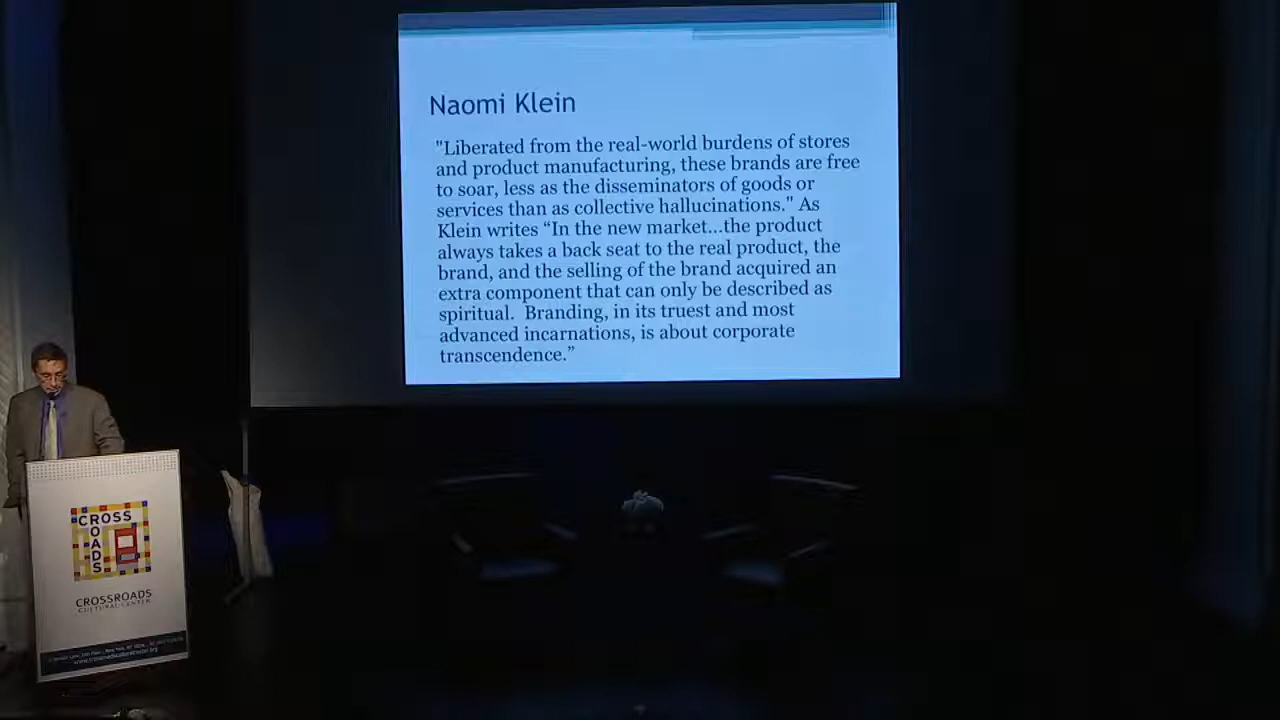 Naomi Klein
"Liberated from the real-world burdens of stores
and product manufacturing, these brands are free
to soar, less as the disseminators of goods or
services than as collective hallucinations." As
Klein writes “In the new market...the product
always takes a back seat to the real product, the
brand, and the selling of the brand acquired an
extra component that can only be described as
spiritual.  Branding, in its truest and most
advanced incarnations, is about corporate
transcendence.”
CROSS
ROADS
CROSSROADS
CULTURAL CENTER